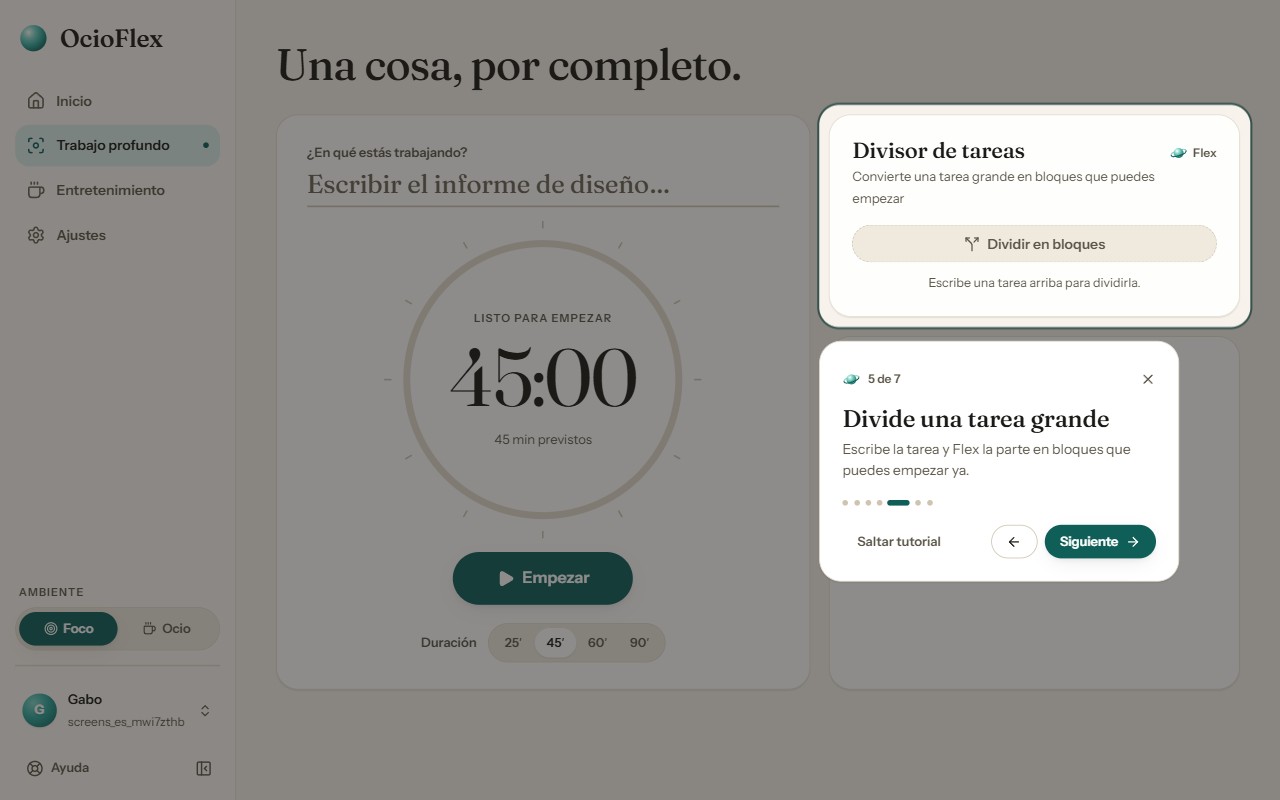 OcioFlex
Inicio
Trabajo profundo
Entretenimiento
Ajustes
AMBIENTE
Foco
Ocio
G
Gabo
screens_es_mwi7zthb
Ayuda
Una cosa, por completo.
¿En qué estás trabajando?
Escribir el informe de diseño...
LISTO PARA EMPEZAR
45:00
45 min previstos
Empezar
Duración 25′ 45′ 60′ 90′
Divisor de tareas
Flex
Convierte una tarea grande en bloques que puedes
empezar
Dividir en bloques
Escribe una tarea arriba para dividirla.
5 de 7
Divide una tarea grande
Escribe la tarea y Flex la parte en bloques que
puedes empezar ya.
Saltar tutorial
Siguiente